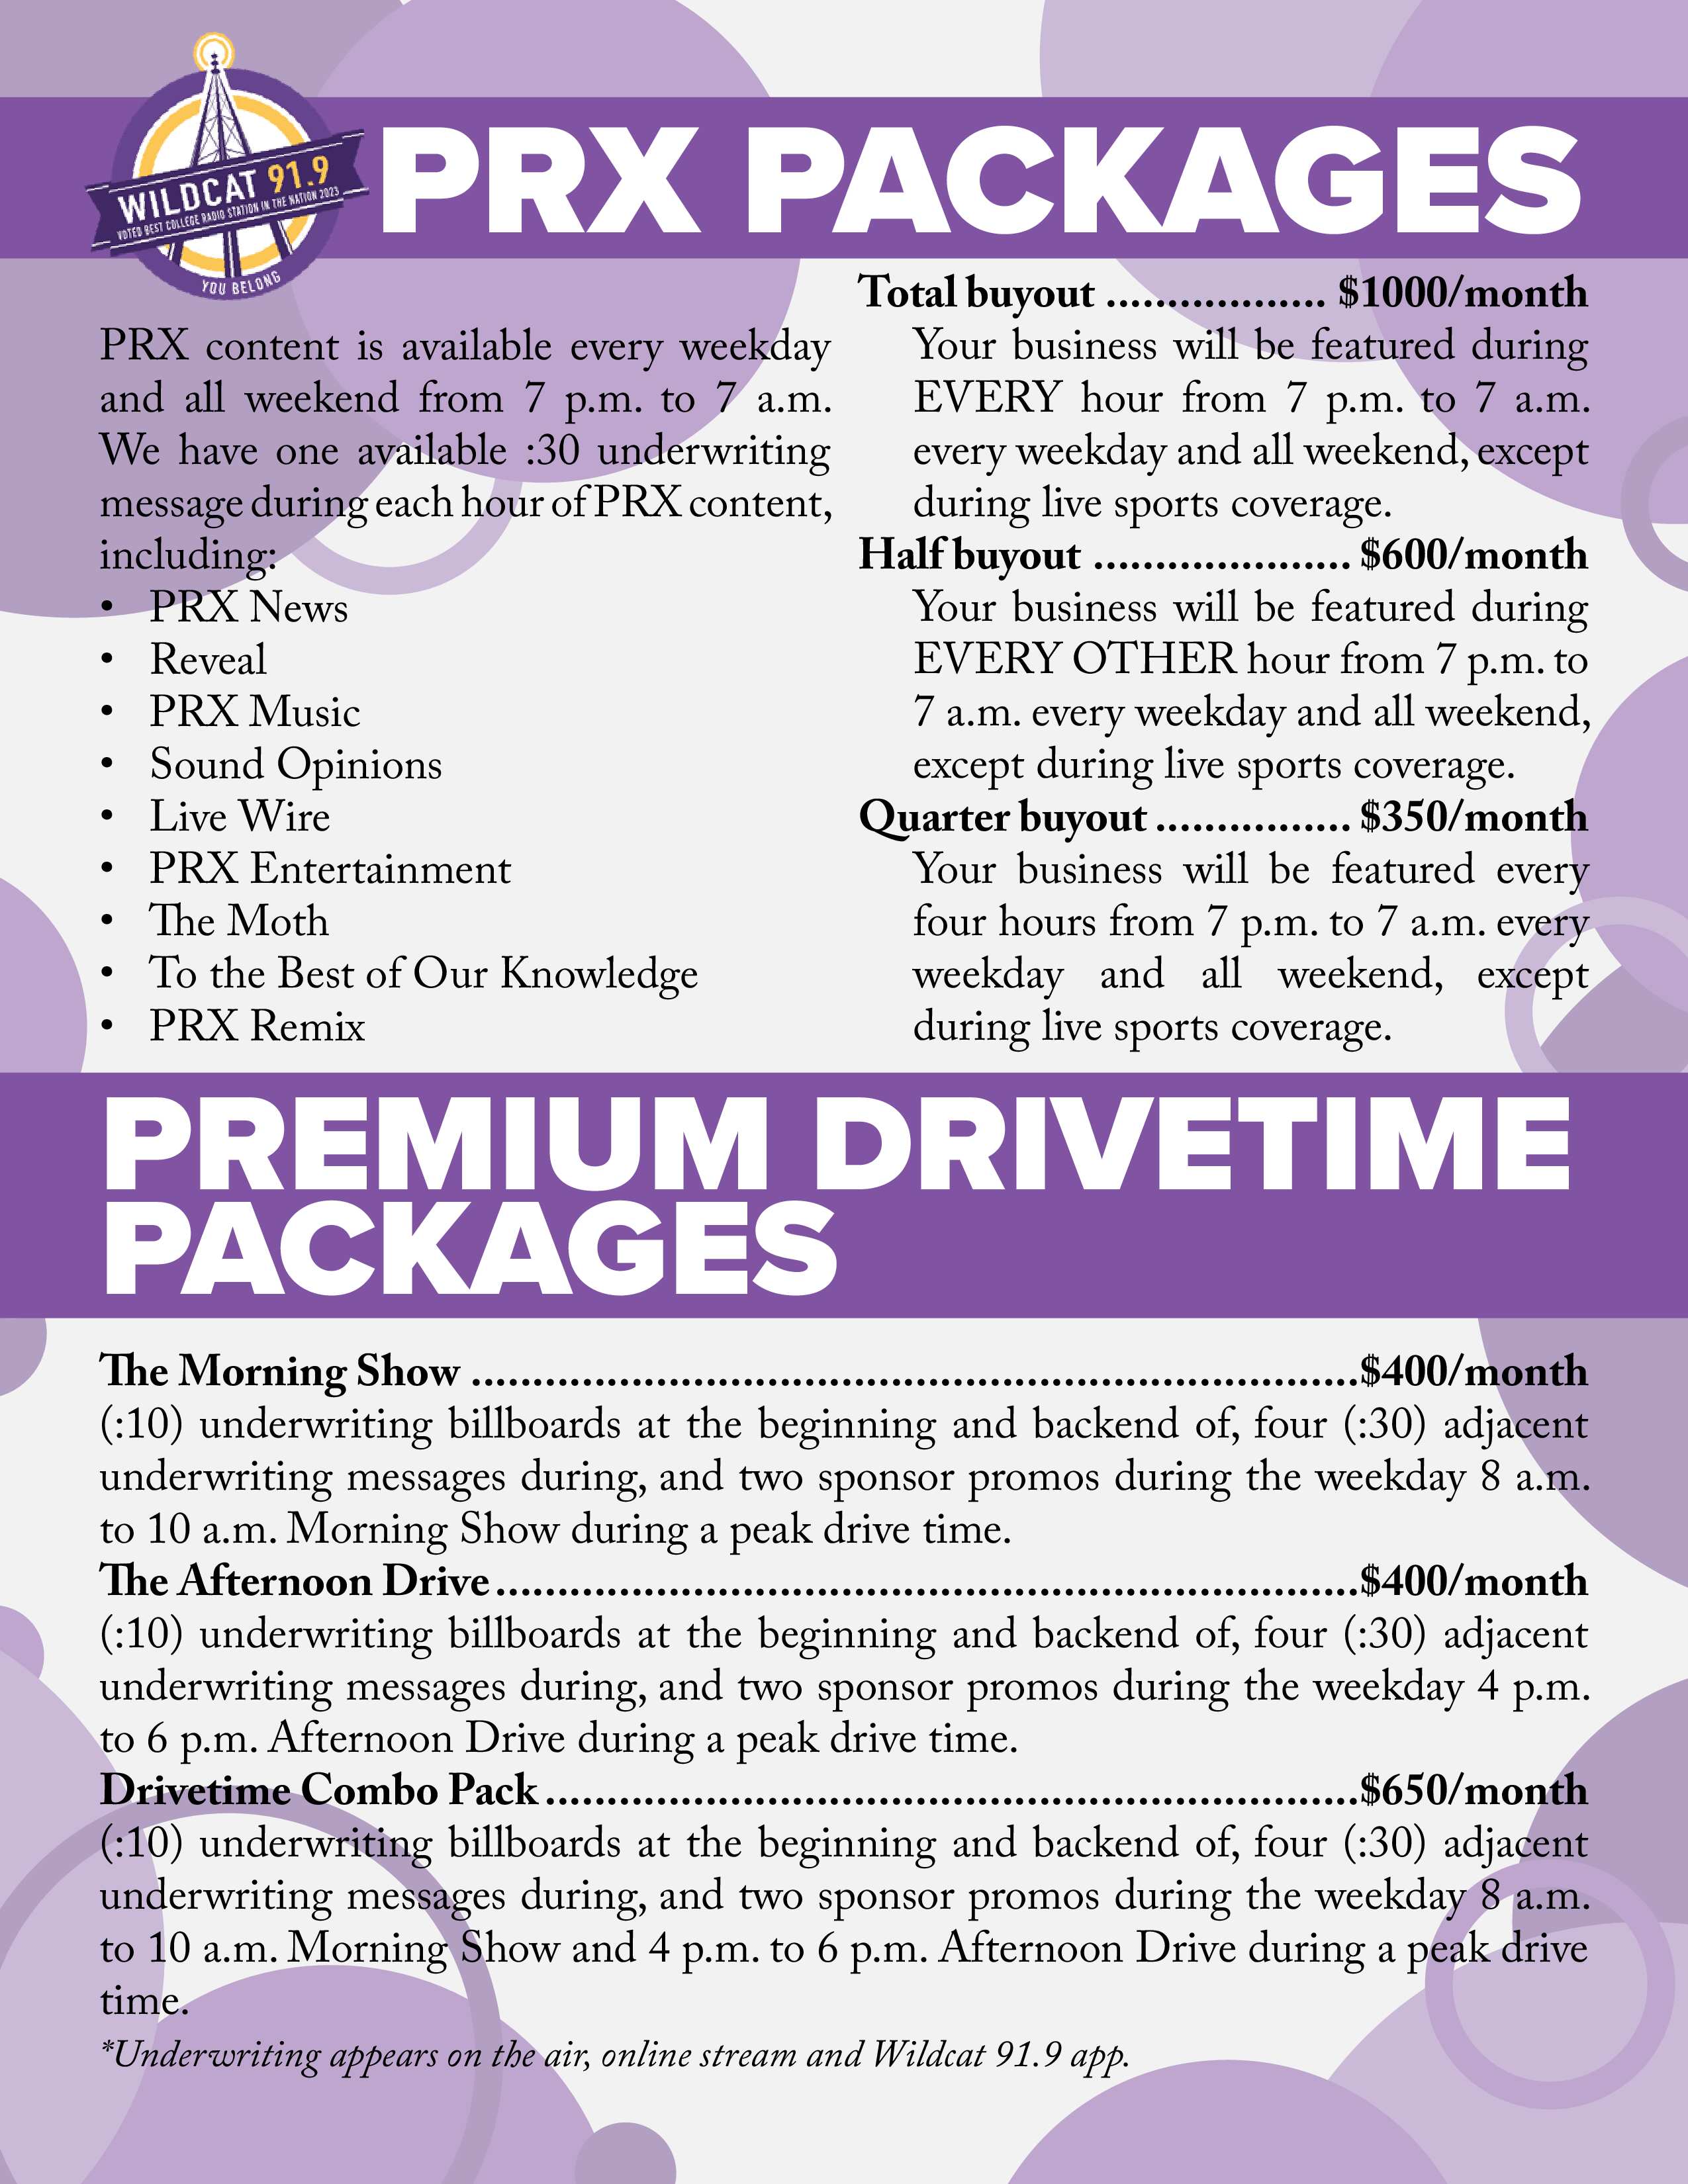 WILDCAT 91.9
VOTED BEST COLLEGE RADIO STATION IN THE NATION 2023
YOU BELONG
PRX PACKAGES
PRX content is available every weekday
and all weekend from 7 p.m. to 7 a.m.
We have one available :30 underwriting
message during each hour of PRX content,
including:
• PRX News
• Reveal
• PRX Music
• Sound Opinions
• Live Wire
• PRX Entertainment
• The Moth
• To the Best of Our Knowledge
• PRX Remix
Total buyout .................. $1000/month
Your business will be featured during
EVERY hour from 7 p.m. to 7 a.m.
every weekday and all weekend, except
during live sports coverage.
Half buyout ..................... $600/month
Your business will be featured during
EVERY OTHER hour from 7 p.m. to
7 a.m. every weekday and all weekend,
except during live sports coverage.
Quarter buyout ................ $350/month
Your business will be featured every
four hours from 7 p.m. to 7 a.m. every
weekday and all weekend, except
during live sports coverage.
PREMIUM DRIVETIME
PACKAGES
The Morning Show ........................................................................$400/month
(:10) underwriting billboards at the beginning and backend of, four (:30) adjacent
underwriting messages during, and two sponsor promos during the weekday 8 a.m.
to 10 a.m. Morning Show during a peak drive time.
The Afternoon Drive......................................................................$400/month
(:10) underwriting billboards at the beginning and backend of, four (:30) adjacent
underwriting messages during, and two sponsor promos during the weekday 4 p.m.
to 6 p.m. Afternoon Drive during a peak drive time.
Drivetime Combo Pack..................................................................$650/month
(:10) underwriting billboards at the beginning and backend of, four (:30) adjacent
underwriting messages during, and two sponsor promos during the weekday 8 a.m.
to 10 a.m. Morning Show and 4 p.m. to 6 p.m. Afternoon Drive during a peak drive
time.
*Underwriting appears on the air, online stream and Wildcat 91.9 app.